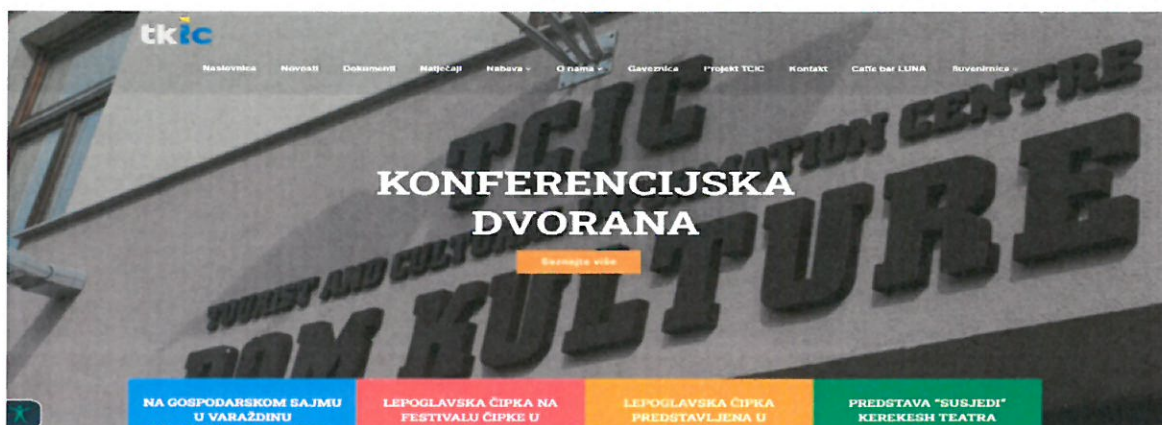 tkic
Naslovnica Novosti Dokumenti Natječaji Nabava O nama Gaveznica Projekt TCIC Kontakt Caffe bar LUNA Suvenirnica
TCIC
TOURIST AND CULTURAL INFORMATION CENTRE
DOM KULTURE
KONFERENCIJSKA
DVORANA
Saznajte više
NA GOSPODARSKOM SAJMU
U VARAŽDINU
LEPOGLAVSKA ČIPKA NA
FESTIVALU ČIPKE U
LEPOGLAVSKA ČIPKA
PREDSTAVLJENA U
PREDSTAVA "SUSJEDI"
KEREKESH TEATRA